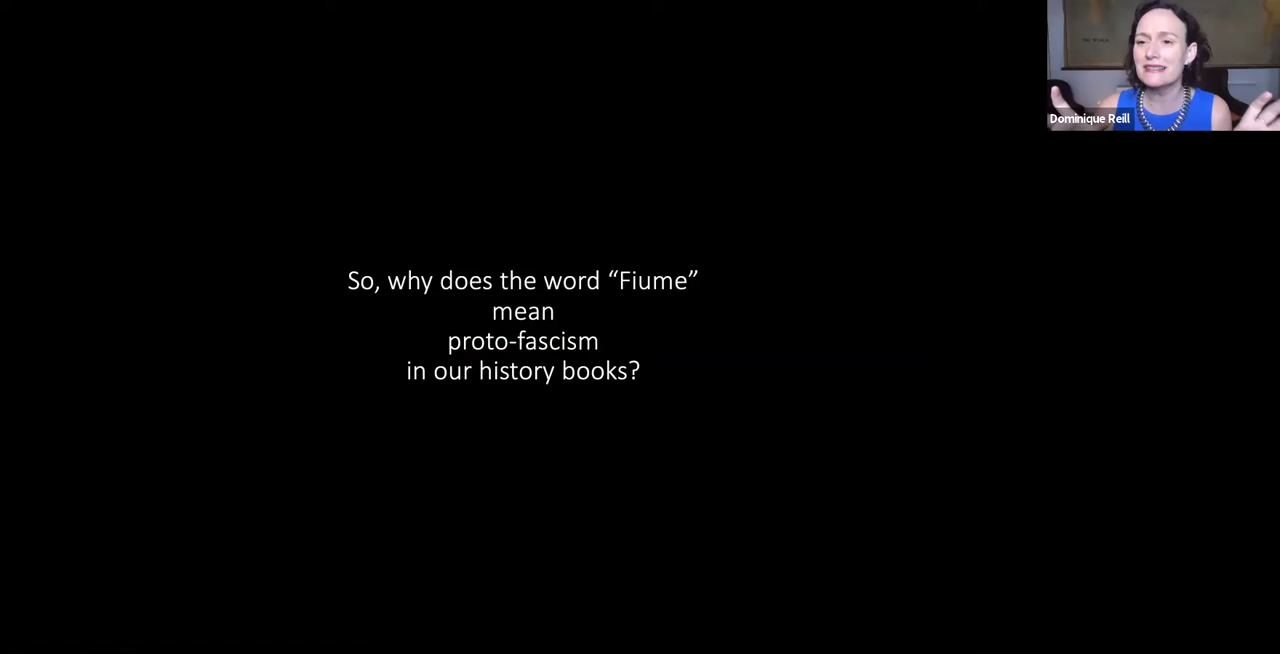 Dominique Reill
So, why does the word “Fiume”
mean
proto-fascism
in our history books?